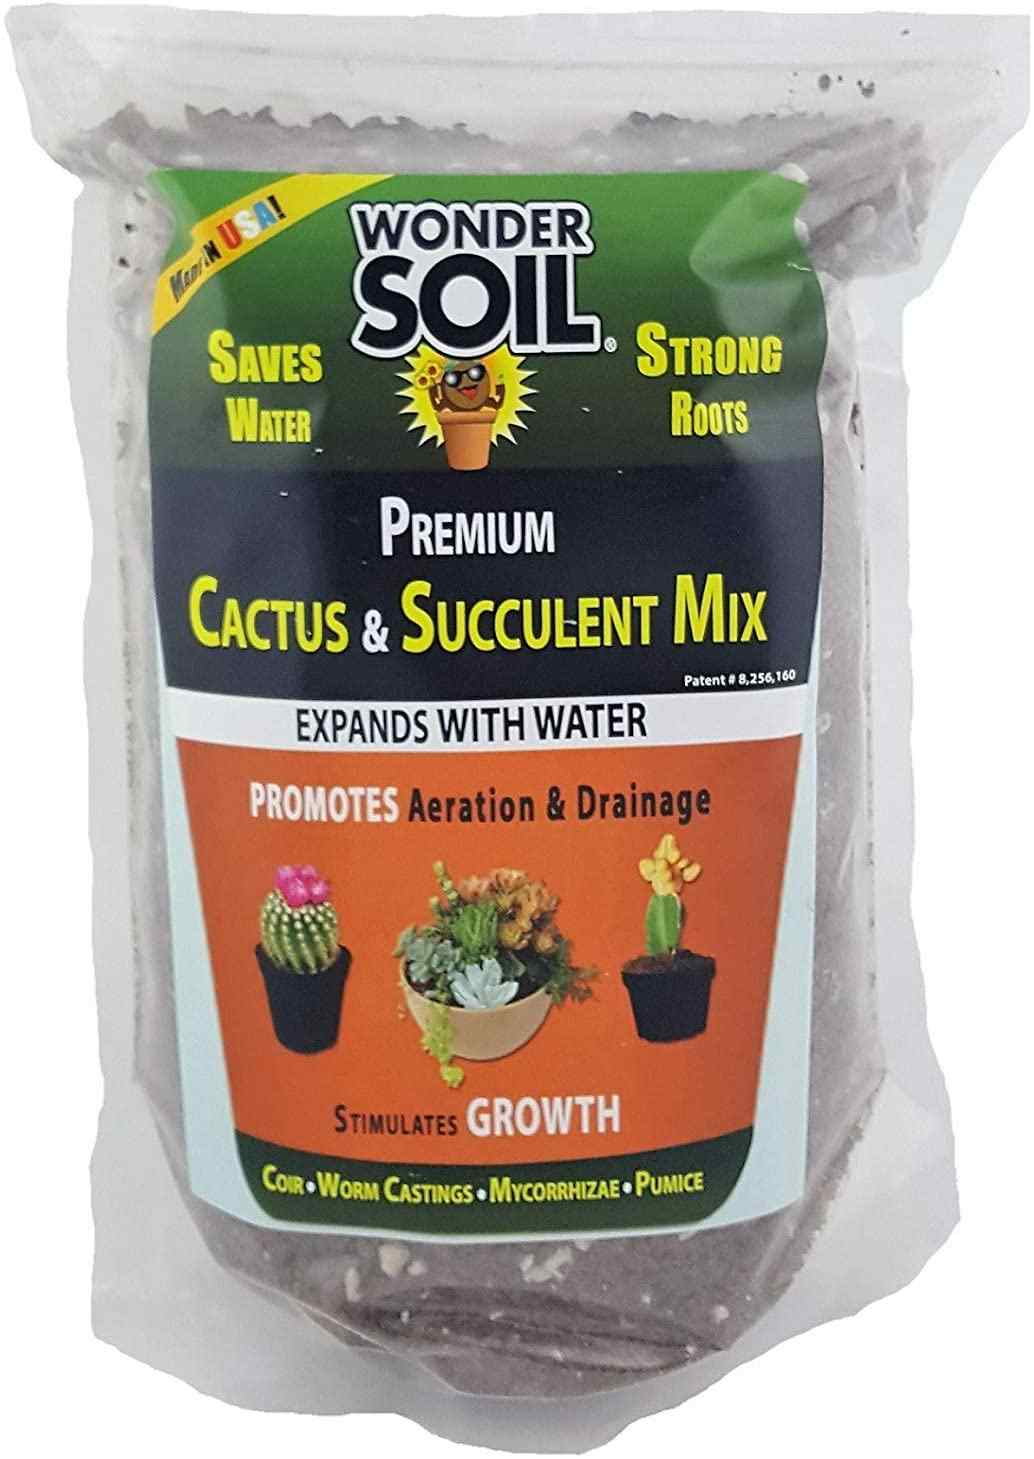 MADE IN USA!
WONDER
SOIL®
SAVES
WATER
STRONG
ROOTS
PREMIUM
CACTUS & SUCCULENT MIX
Patent # 8,256,160
EXPANDS WITH WATER
PROMOTES Aeration & Drainage
STIMULATES GROWTH
COIR • WORM CASTINGS • MYCORRHIZAE • PUMICE